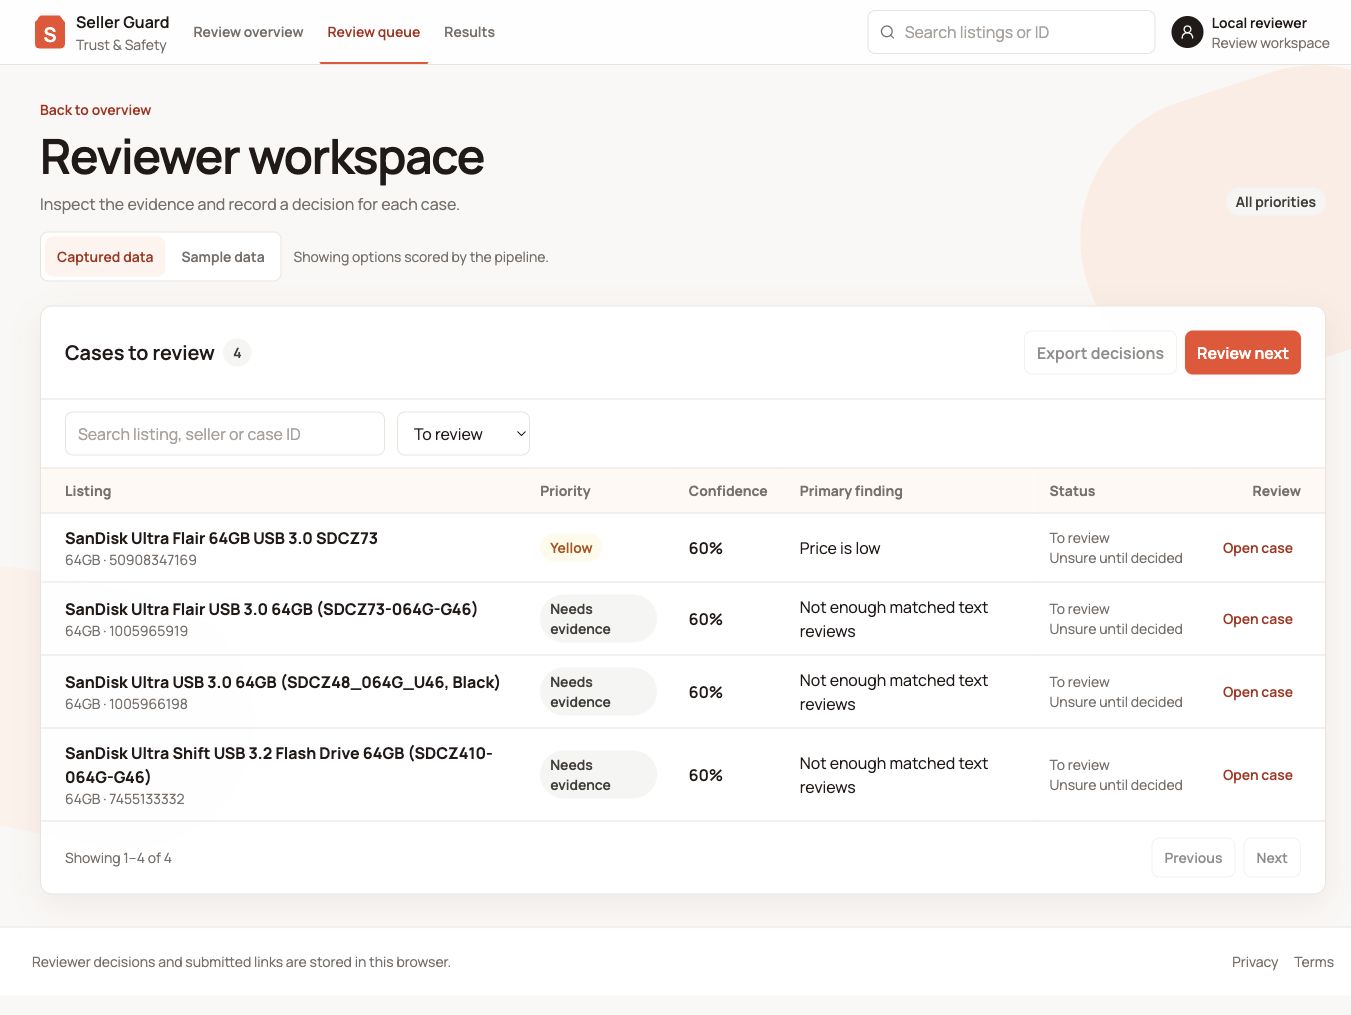 S
Seller Guard
Trust & Safety
Review overview
Review queue
Results
Search listings or ID
Local reviewer
Review workspace
Back to overview
Reviewer workspace
Inspect the evidence and record a decision for each case.
All priorities
Captured data
Sample data
Showing options scored by the pipeline.
Cases to review 4
Export decisions
Review next
Search listing, seller or case ID
To review
Listing Priority Confidence Primary finding Status Review
SanDisk Ultra Flair 64GB USB 3.0 SDCZ73
64GB · 50908347169
Yellow
60%
Price is low
To review
Unsure until decided
Open case
SanDisk Ultra Flair USB 3.0 64GB (SDCZ73-064G-G46)
64GB · 1005965919
Needs
evidence
60%
Not enough matched text
reviews
To review
Unsure until decided
Open case
SanDisk Ultra USB 3.0 64GB (SDCZ48_064G_U46, Black)
64GB · 1005966198
Needs
evidence
60%
Not enough matched text
reviews
To review
Unsure until decided
Open case
SanDisk Ultra Shift USB 3.2 Flash Drive 64GB (SDCZ410-
064G-G46)
64GB · 7455133332
Needs
evidence
60%
Not enough matched text
reviews
To review
Unsure until decided
Open case
Showing 1–4 of 4
Previous
Next
Reviewer decisions and submitted links are stored in this browser.
Privacy
Terms